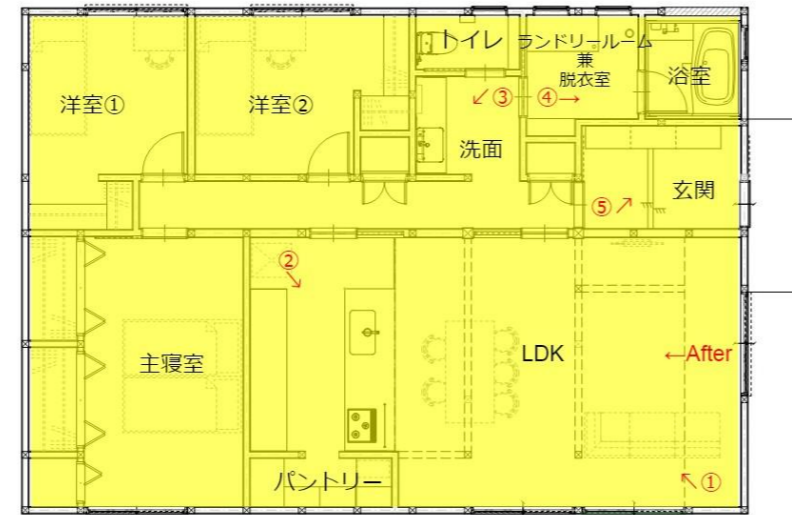 トイレ
ランドリールーム
兼
脱衣室
浴室
洋室①
洋室②
↙③
④→
洗面
玄関
⑤↗
②
↘
主寝室
LDK
←After
パントリー
↖①